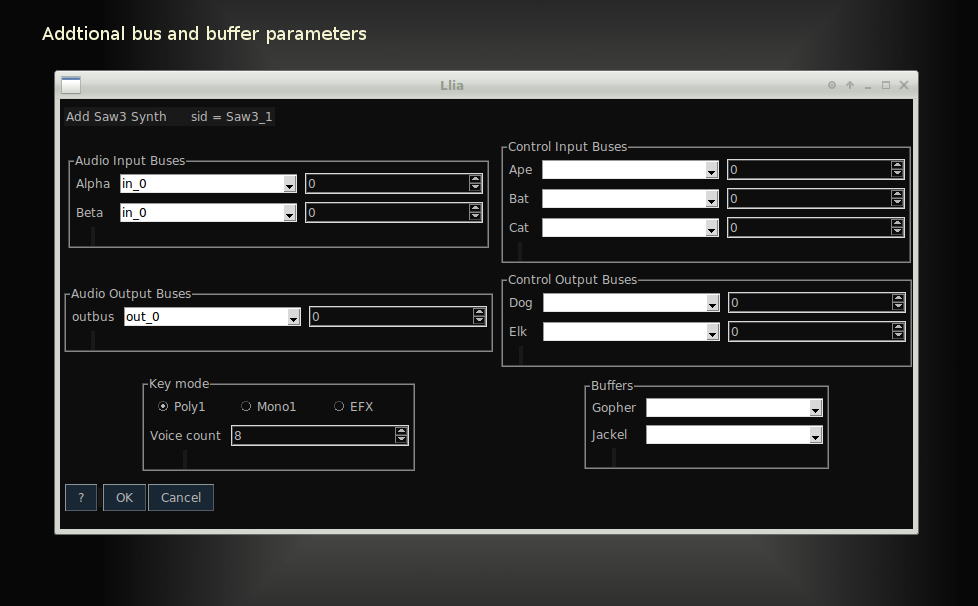 Addtional bus and buffer parameters
Llia
Add Saw3 Synth sid = Saw3_1
Audio Input Buses
Alpha in_0 0
Beta in_0 0
Control Input Buses
Ape 0
Bat 0
Cat 0
Audio Output Buses
outbus out_0 0
Control Output Buses
Dog 0
Elk 0
Key mode
Poly1 Mono1 EFX
Voice count 8
Buffers
Gopher
Jackel
? OK Cancel